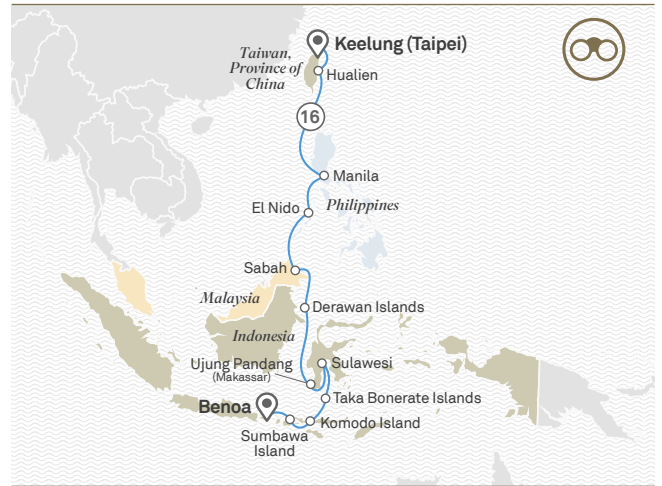 Keelung (Taipei)
Taiwan,
Province of
China
Hualien
16
Manila
El Nido
Philippines
Sabah
Malaysia
Derawan Islands
Indonesia
Ujung Pandang
(Makassar)
Sulawesi
Taka Bonerate Islands
Benoa
Komodo Island
Sumbawa
Island